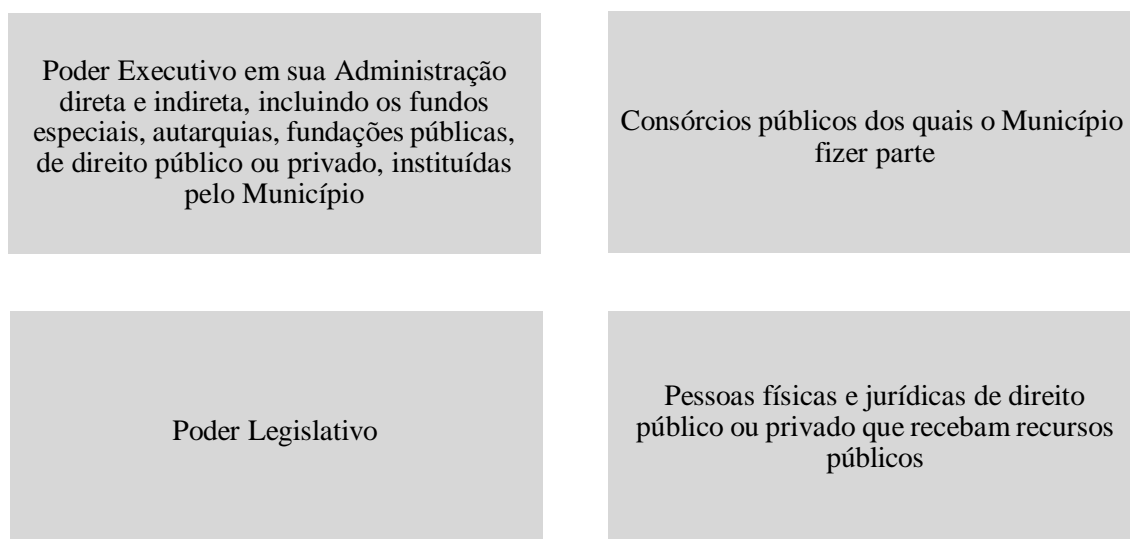 Poder Executivo em sua Administração
direta e indireta, incluindo os fundos
especiais, autarquias, fundações públicas,
de direito público ou privado, instituídas
pelo Município
Consórcios públicos dos quais o Município
fizer parte
Poder Legislativo
Pessoas físicas e jurídicas de direito
público ou privado que recebam recursos
públicos